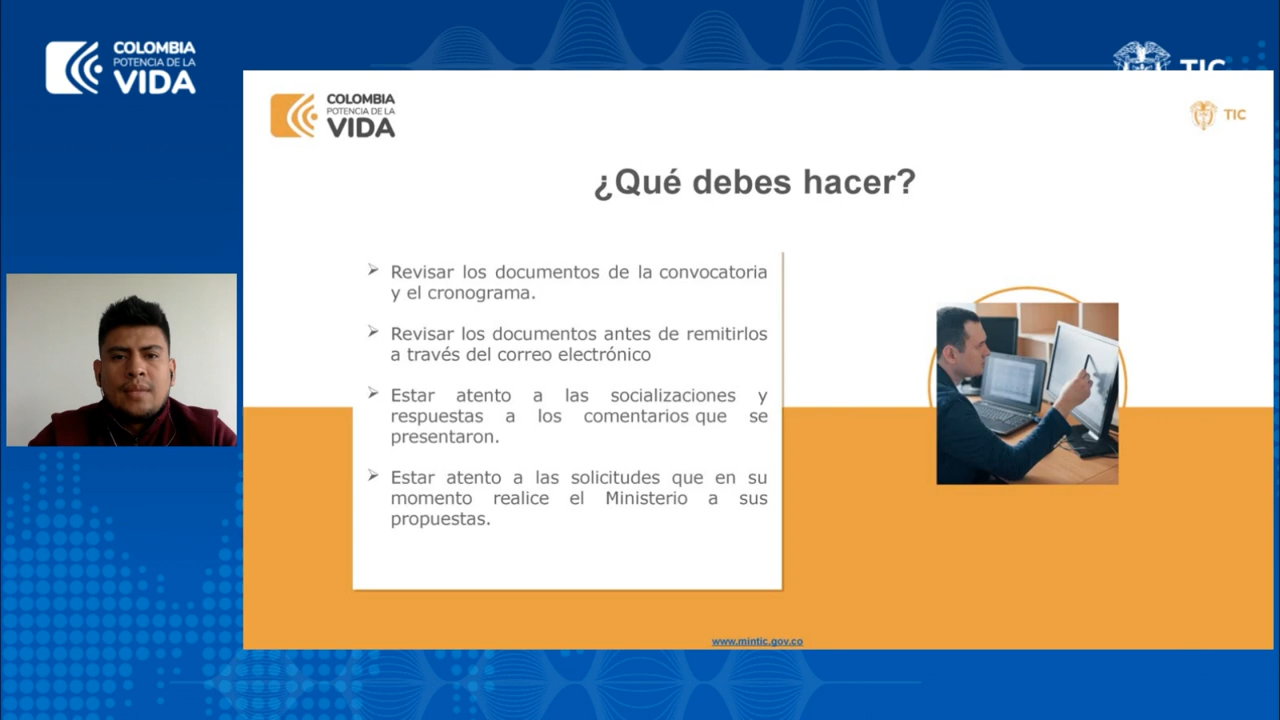 COLOMBIA
POTENCIA DE LA
VIDA
TIC
COLOMBIA
POTENCIA DE LA
VIDA
TIC
¿Qué debes hacer?
➢ Revisar los documentos de la convocatoria
y el cronograma.
➢ Revisar los documentos antes de remitirlos
a través del correo electrónico
➢ Estar atento a las socializaciones y
respuestas a los comentarios que se
presentaron.
➢ Estar atento a las solicitudes que en su
momento realice el Ministerio a sus
propuestas.
www.mintic.gov.co